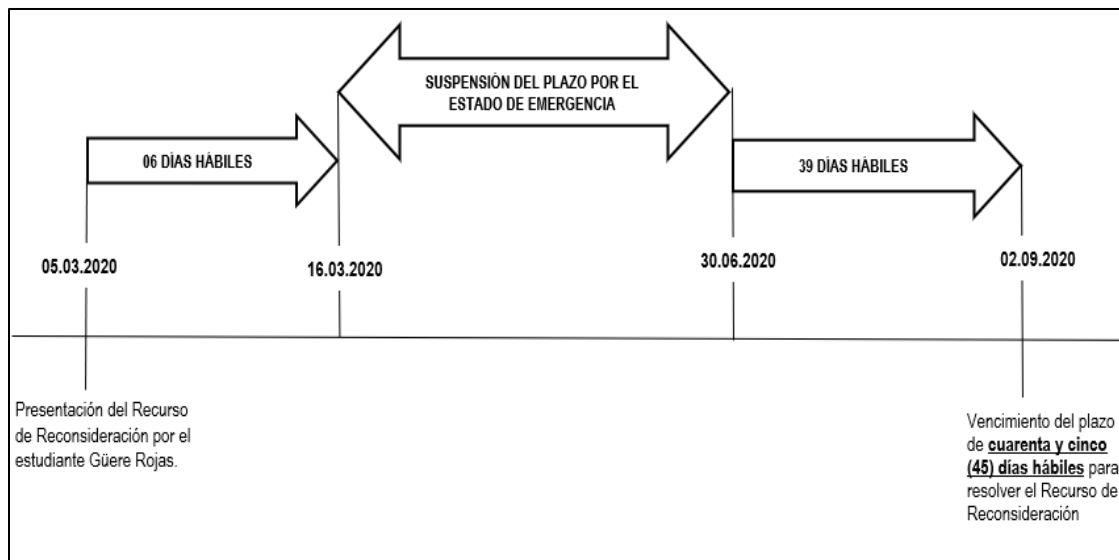 SUSPENSIÓN DEL PLAZO POR EL
ESTADO DE EMERGENCIA
06 DÍAS HÁBILES
39 DÍAS HÁBILES
05.03.2020
16.03.2020
30.06.2020
02.09.2020
Presentación del Recurso
de Reconsideración por el
estudiante Güere Rojas.
Vencimiento del plazo
de cuarenta y cinco
(45) días hábiles para
resolver el Recurso de
Reconsideración